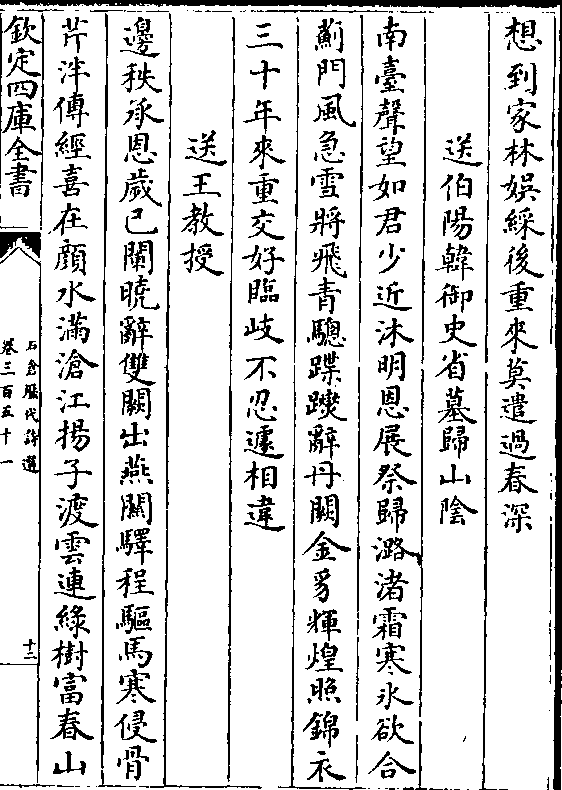 想到家林娯綵後重來莫遣過春深
送伯陽韓御史省墓歸山陰
南臺聲望如君少近沐明恩展祭歸潞渚霜寒氷欲合
薊門風急雪將飛青驄蹀躞辭丹闕金豸輝煌照錦衣
三十年來重交好臨歧不忍遽相違
送王教授
邊秩承恩歲已闌曉辭雙闕出燕關驛程驅馬寒侵骨
芹泮傳經喜在顔水滿滄江揚子渡雲連綠樹富春山
欽定四庫全書
石倉歴代詩選
卷三百五十一
十二